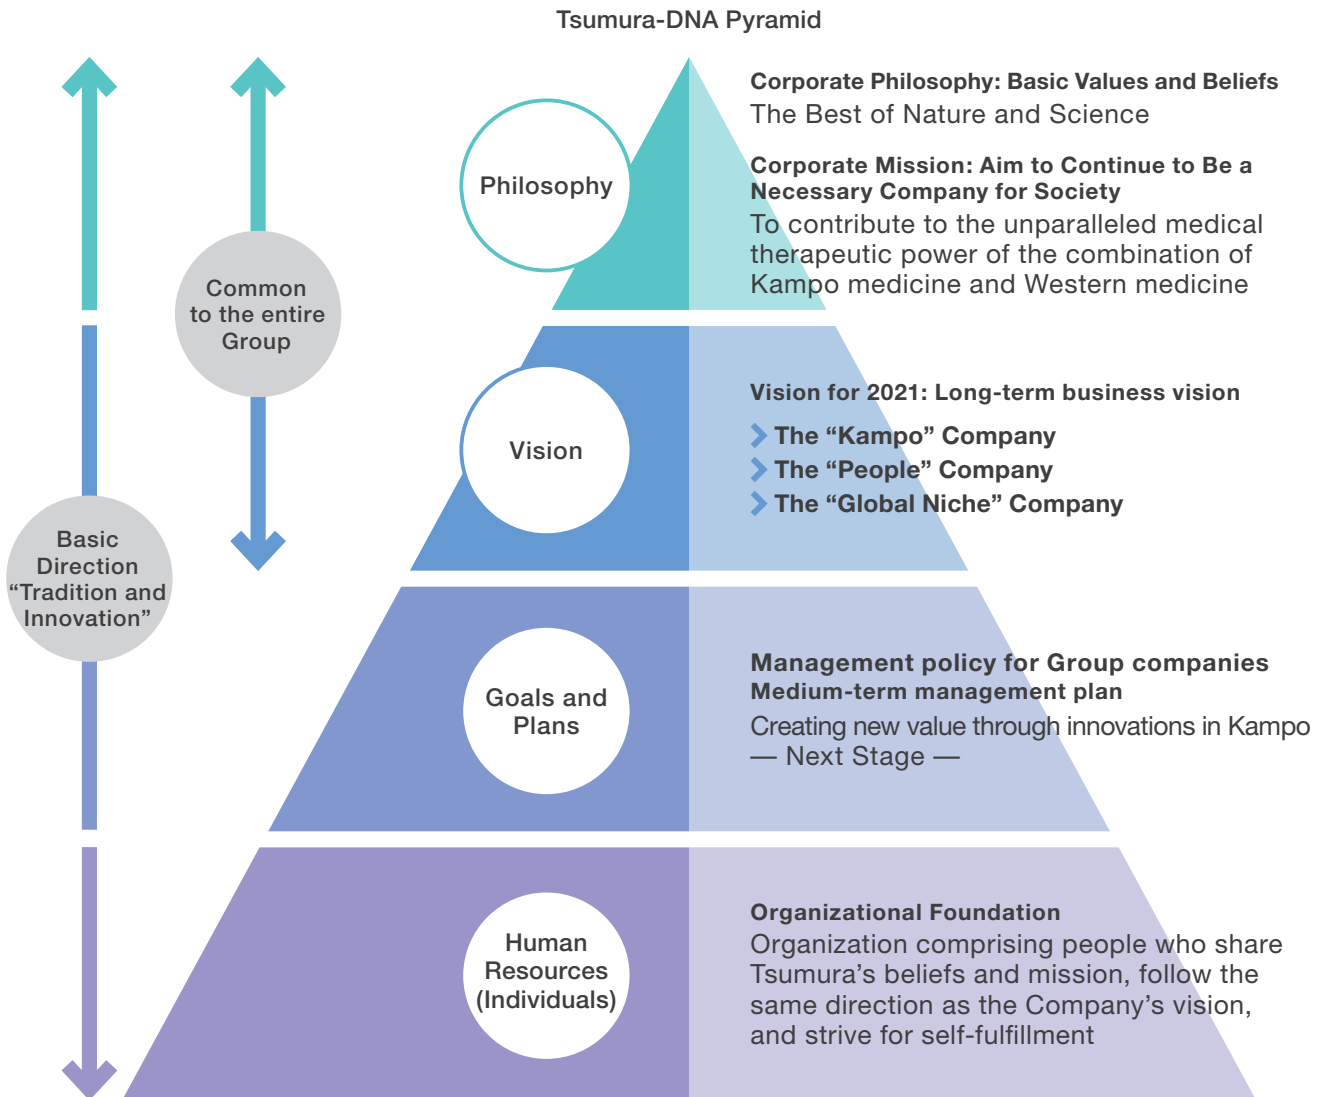 Tsumura-DNA Pyramid
Corporate Philosophy: Basic Values and Beliefs
The Best of Nature and Science
Philosophy
Corporate Mission: Aim to Continue to Be a
Necessary Company for Society
To contribute to the unparalleled medical
therapeutic power of the combination of
Kampo medicine and Western medicine
Common
to the entire
Group
Vision
Vision for 2021: Long-term business vision
The “Kampo” Company
The “People” Company
The “Global Niche” Company
Basic
Direction
“Tradition and
Innovation”
Goals and
Plans
Management policy for Group companies
Medium-term management plan
Creating new value through innovations in Kampo
— Next Stage —
Human
Resources
(Individuals)
Organizational Foundation
Organization comprising people who share
Tsumura’s beliefs and mission, follow the
same direction as the Company’s vision,
and strive for self-fulfillment